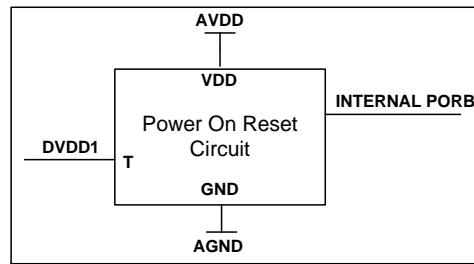 AVDD
VDD
INTERNAL PORB
Power On Reset
Circuit
DVDD1
T
GND
AGND